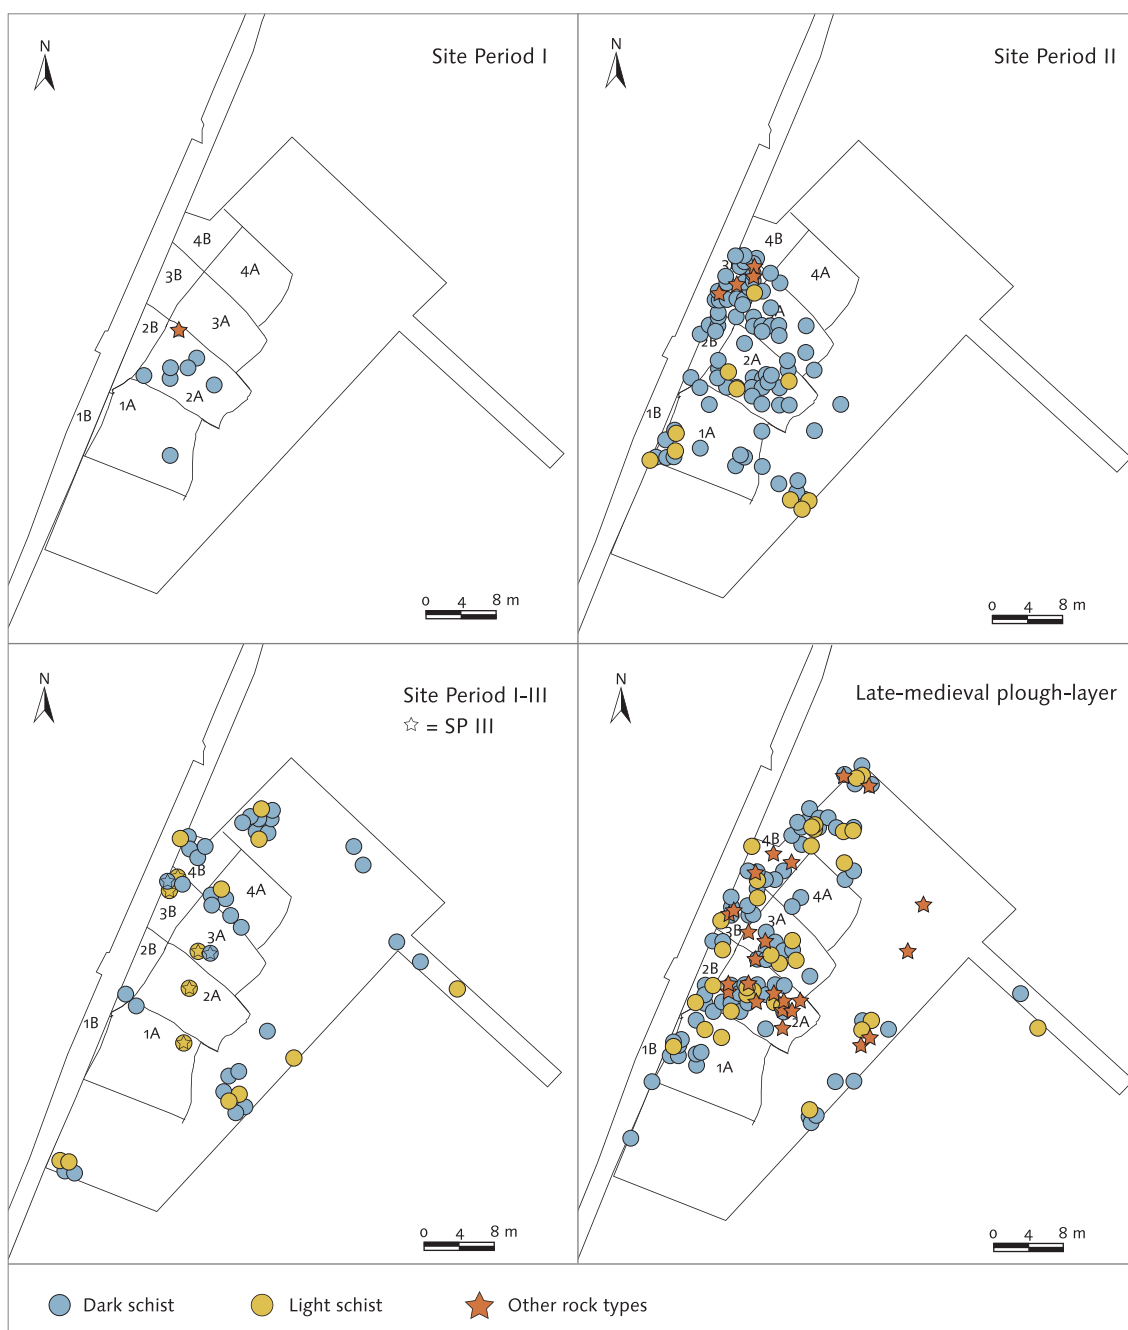 N
Site Period I
4B
3B
4A
2B
3A
1A
2A
1B
0 4 8 m
N
Site Period II
4B
3
4A
A
2B
2A
1B
1A
0 4 8 m
N
Site Period I-III
☆ = SP III
4B
4A
3B
3A
2B
2A
1B
1A
0 4 8 m
N
Late-medieval plough-layer
4B
4A
3A
3B
2B
2A
1B
1A
0 4 8 m
Dark schist
Light schist
Other rock types